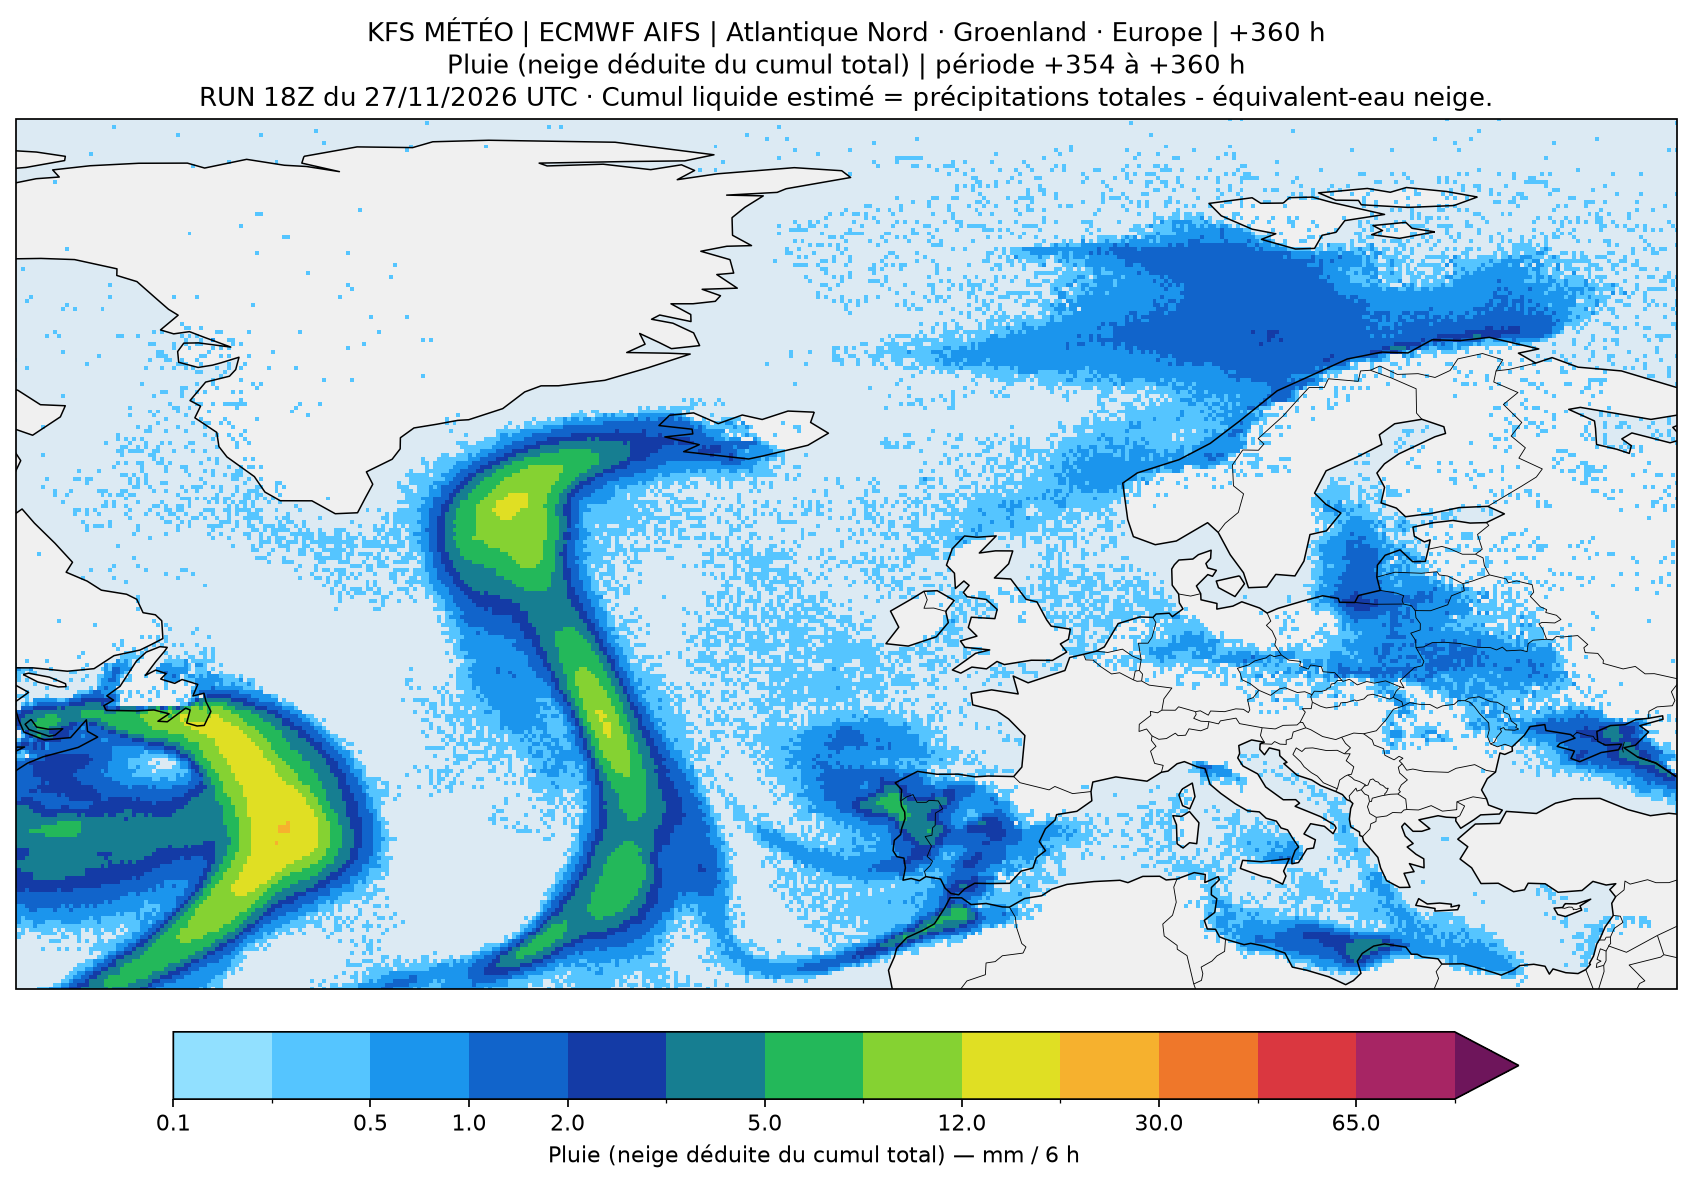 KFS MÉTÉO | ECMWF AIFS | Atlantique Nord · Groenland · Europe | +360 h
Pluie (neige déduite du cumul total) | période +354 à +360 h
RUN 18Z du 27/11/2026 UTC · Cumul liquide estimé = précipitations totales - équivalent-eau neige.
0.1 0.5 1.0 2.0 5.0 12.0 30.0 65.0
Pluie (neige déduite du cumul total) — mm / 6 h